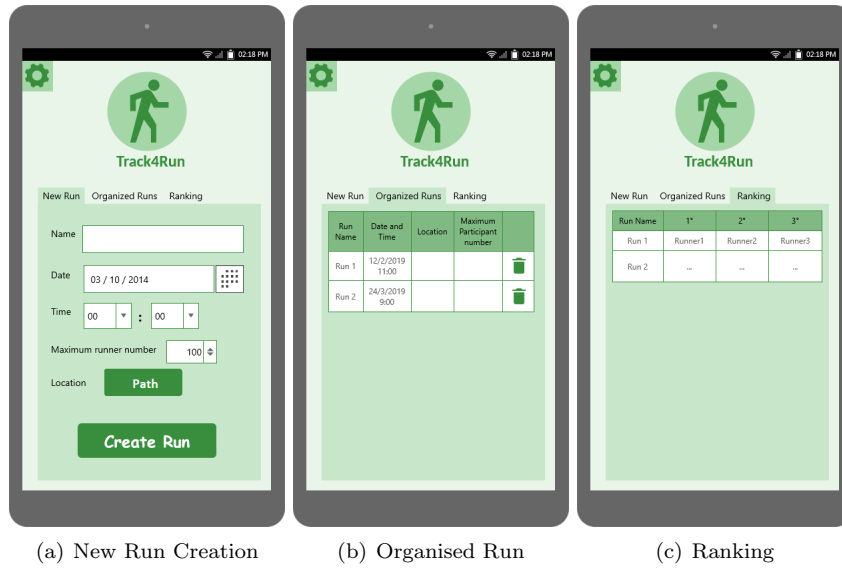 02:18 PM
Track4Run
New Run Organized Runs Ranking
Name
Date 03 / 10 / 2014
Time 00 : 00
Maximum runner number 100
Location Path
Create Run
(a) New Run Creation
02:18 PM
Track4Run
New Run Organized Runs Ranking
Run Name Date and Time Location Maximum Participant number
Run 1 12/2/2019 11:00
Run 2 24/3/2019 9:00
(b) Organised Run
02:18 PM
Track4Run
New Run Organized Runs Ranking
Run Name 1° 2° 3°
Run 1 Runner1 Runner2 Runner3
Run 2 ... ... ...
(c) Ranking